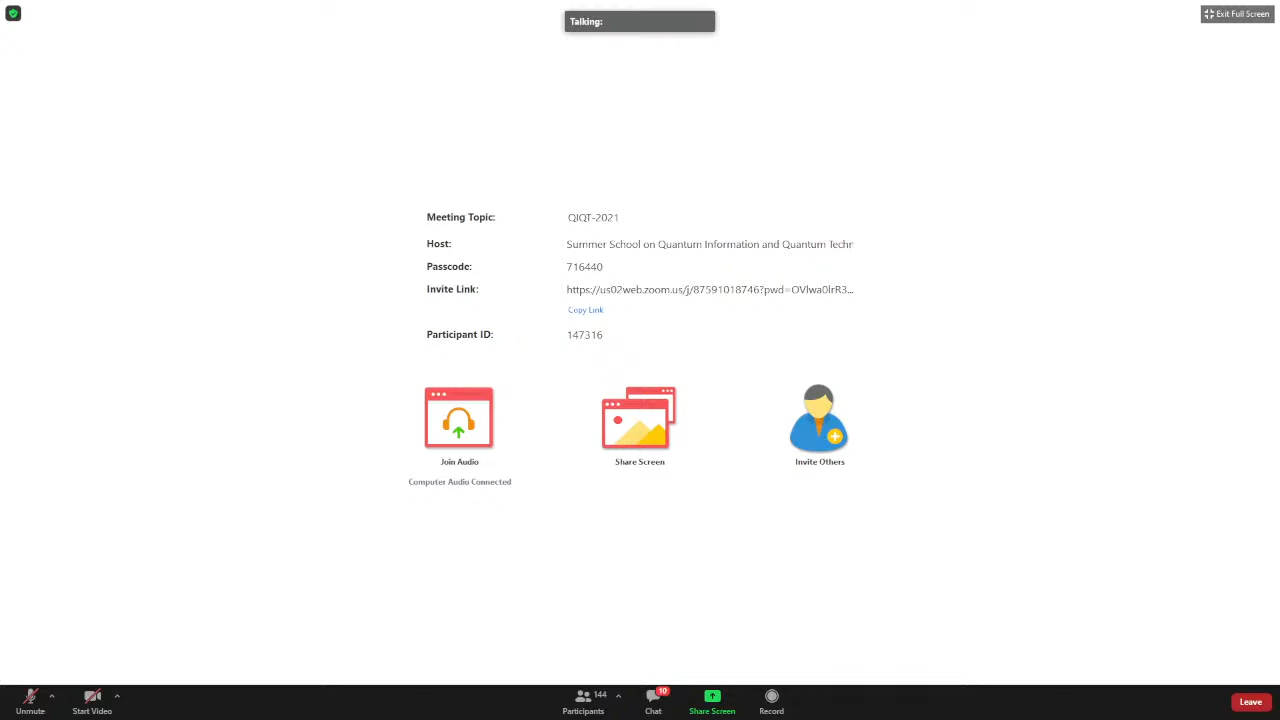 Talking:
Exit Full Screen
Meeting Topic: QIQT-2021
Host: Summer School on Quantum Information and Quantum Techr
Passcode: 716440
Invite Link: https://us02web.zoom.us/j/87591018746?pwd=OVlwa0lrR3...
Copy Link
Participant ID: 147316
Join Audio
Share Screen
Invite Others
Computer Audio Connected
Unmute
Start Video
144
Participants
10
Chat
Share Screen
Record
Leave